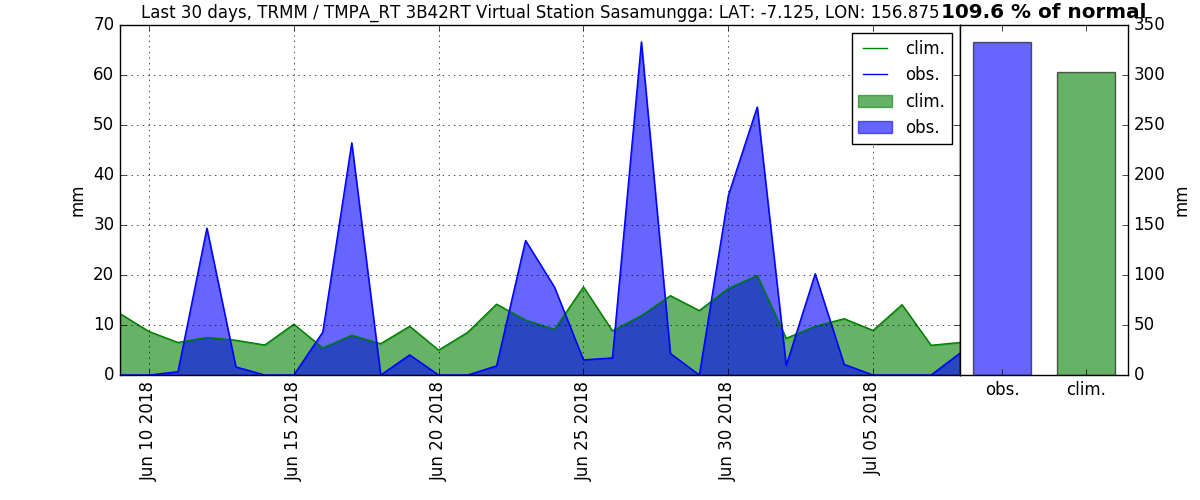 Last 30 days, TRMM / TMPA_RT 3B42RT Virtual Station Sasamungga: LAT: -7.125, LON: 156.875
109.6 % of normal
70
60
50
40
30
20
10
0
mm
clim.
obs.
clim.
obs.
350
300
250
200
150
100
50
0
mm
obs.
clim.
Jun 10 2018
Jun 15 2018
Jun 20 2018
Jun 25 2018
Jun 30 2018
Jul 05 2018